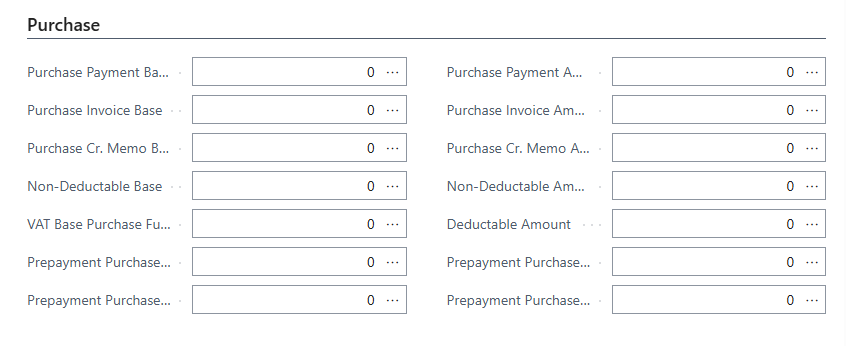 Purchase
Purchase Payment Ba... 0 ... Purchase Payment A... 0 ...
Purchase Invoice Base 0 ... Purchase Invoice Am... 0 ...
Purchase Cr. Memo B... 0 ... Purchase Cr. Memo A... 0 ...
Non-Deductable Base 0 ... Non-Deductable Am... 0 ...
VAT Base Purchase Fu... 0 ... Deductable Amount 0 ...
Prepayment Purchase... 0 ... Prepayment Purchase... 0 ...
Prepayment Purchase... 0 ... Prepayment Purchase... 0 ...